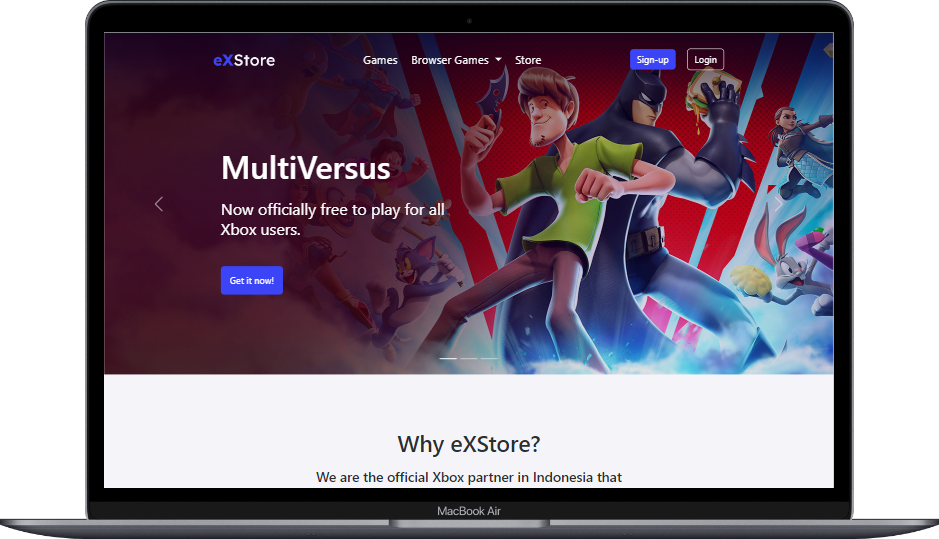 eXStore
Games Browser Games Store
Sign-up Login
MultiVersus
Now officially free to play for all
Xbox users.
Get it now!
Why eXStore?
We are the official Xbox partner in Indonesia that
MacBook Air